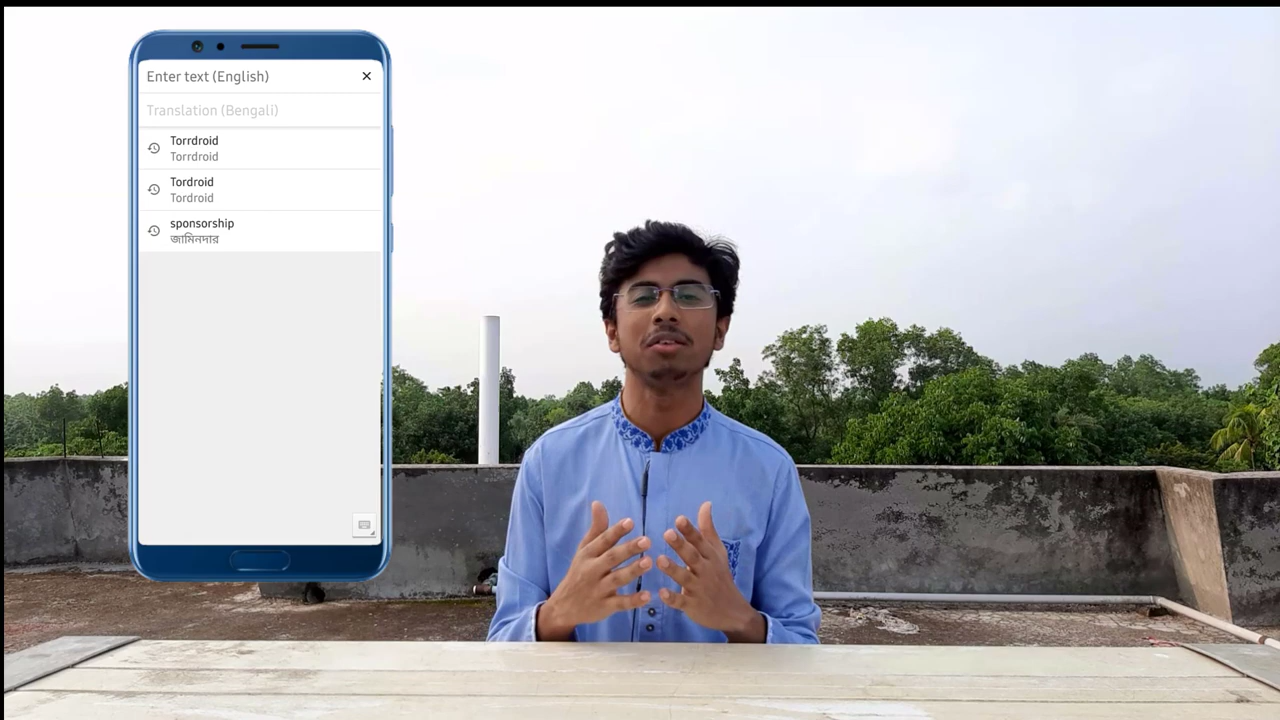 Enter text (English)
Translation (Bengali)
Torrdroid
Torrdroid
Tordroid
Tordroid
sponsorship
জামিনদার